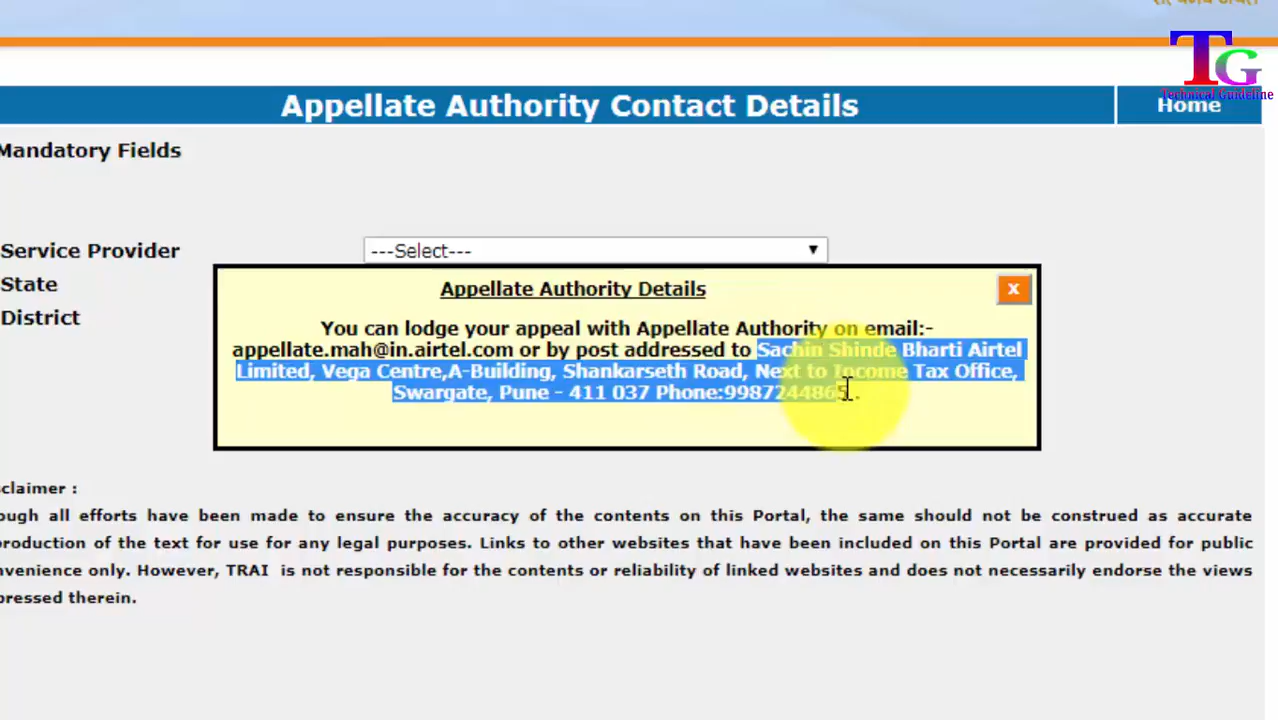 TG
Technical Guideline
Appellate Authority Contact Details
Home
Mandatory Fields
Service Provider
---Select---
State
District
Appellate Authority Details
x
You can lodge your appeal with Appellate Authority on email:-
appellate.mah@in.airtel.com or by post addressed to Sachin Shinde Bharti Airtel
Limited, Vega Centre,A-Building, Shankarseth Road, Next to Income Tax Office,
Swargate, Pune - 411 037 Phone:9987244865 .
sclaimer :
ough all efforts have been made to ensure the accuracy of the contents on this Portal, the same should not be construed as accurate
production of the text for use for any legal purposes. Links to other websites that have been included on this Portal are provided for public
nvenience only. However, TRAI is not responsible for the contents or reliability of linked websites and does not necessarily endorse the views
pressed therein.